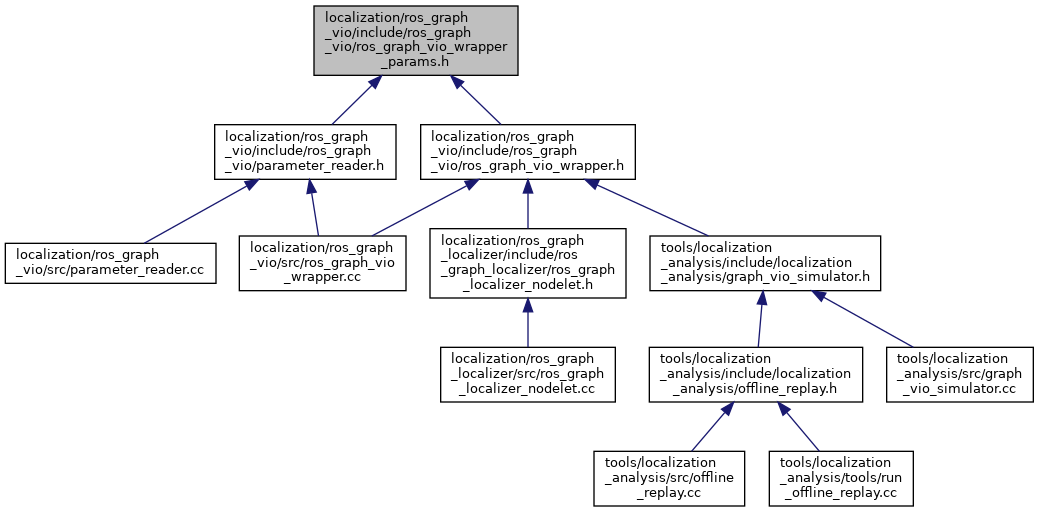 localization/ros_graph
_vio/include/ros_graph
_vio/ros_graph_vio_wrapper
_params.h
localization/ros_graph
_vio/include/ros_graph
_vio/parameter_reader.h
localization/ros_graph
_vio/include/ros_graph
_vio/ros_graph_vio_wrapper.h
localization/ros_graph
_vio/src/parameter_reader.cc
localization/ros_graph
_vio/src/ros_graph_vio
_wrapper.cc
localization/ros_graph
_localizer/include/ros
_graph_localizer/ros_graph
_localizer_nodelet.h
tools/localization
_analysis/include/localization
_analysis/graph_vio_simulator.h
localization/ros_graph
_localizer/src/ros_graph
_localizer_nodelet.cc
tools/localization
_analysis/include/localization
_analysis/offline_replay.h
tools/localization
_analysis/src/graph
_vio_simulator.cc
tools/localization
_analysis/src/offline
_replay.cc
tools/localization
_analysis/tools/run
_offline_replay.cc